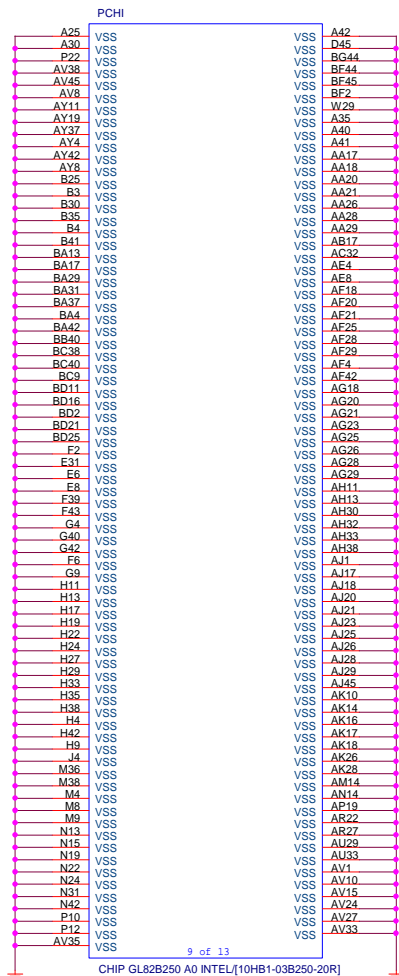 PCHI
A25 VSS VSS A42
A30 VSS VSS D45
P22 VSS VSS BG44
AV38 VSS VSS BF44
AV45 VSS VSS BF45
AV8 VSS VSS BF2
AY11 VSS VSS W29
AY19 VSS VSS A35
AY37 VSS VSS A40
AY4 VSS VSS A41
AY42 VSS VSS AA17
AY8 VSS VSS AA18
B25 VSS VSS AA20
B3 VSS VSS AA21
B30 VSS VSS AA26
B35 VSS VSS AA28
B4 VSS VSS AA29
B41 VSS VSS AB17
BA13 VSS VSS AC32
BA17 VSS VSS AE4
BA29 VSS VSS AE8
BA31 VSS VSS AF18
BA37 VSS VSS AF20
BA4 VSS VSS AF21
BA42 VSS VSS AF25
BB40 VSS VSS AF28
BC38 VSS VSS AF29
BC40 VSS VSS AF4
BC9 VSS VSS AF42
BD11 VSS VSS AG18
BD16 VSS VSS AG20
BD2 VSS VSS AG21
BD21 VSS VSS AG23
BD25 VSS VSS AG25
F2 VSS VSS AG26
E31 VSS VSS AG28
E6 VSS VSS AG29
E8 VSS VSS AH11
F39 VSS VSS AH13
F43 VSS VSS AH30
G4 VSS VSS AH32
G40 VSS VSS AH33
G42 VSS VSS AH38
F6 VSS VSS AJ1
G9 VSS VSS AJ17
H11 VSS VSS AJ18
H13 VSS VSS AJ20
H17 VSS VSS AJ21
H19 VSS VSS AJ23
H22 VSS VSS AJ25
H24 VSS VSS AJ26
H27 VSS VSS AJ28
H29 VSS VSS AJ29
H33 VSS VSS AJ45
H35 VSS VSS AK10
H38 VSS VSS AK14
H4 VSS VSS AK16
H42 VSS VSS AK17
H9 VSS VSS AK18
J4 VSS VSS AK26
M36 VSS VSS AK28
M38 VSS VSS AM14
M4 VSS VSS AN14
M8 VSS VSS AP19
M9 VSS VSS AR22
N13 VSS VSS AR27
N15 VSS VSS AU29
N19 VSS VSS AU33
N22 VSS VSS AV1
N24 VSS VSS AV10
N31 VSS VSS AV15
N42 VSS VSS AV24
P10 VSS VSS AV27
P12 VSS VSS AV33
AV35 VSS
9 of 13
CHIP GL82B250 A0 INTEL/[10HB1-03B250-20R]